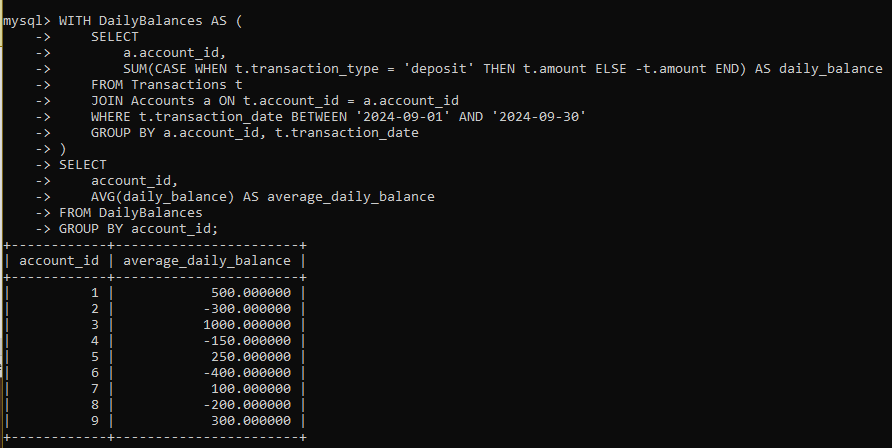 mysql> WITH DailyBalances AS (
    ->     SELECT
    ->         a.account_id,
    ->         SUM(CASE WHEN t.transaction_type = 'deposit' THEN t.amount ELSE -t.amount END) AS daily_balance
    ->     FROM Transactions t
    ->     JOIN Accounts a ON t.account_id = a.account_id
    ->     WHERE t.transaction_date BETWEEN '2024-09-01' AND '2024-09-30'
    ->     GROUP BY a.account_id, t.transaction_date
    -> )
    -> SELECT
    ->     account_id,
    ->     AVG(daily_balance) AS average_daily_balance
    -> FROM DailyBalances
    -> GROUP BY account_id;
+------------+-----------------------+
| account_id | average_daily_balance |
+------------+-----------------------+
|          1 |            500.000000 |
|          2 |           -300.000000 |
|          3 |           1000.000000 |
|          4 |           -150.000000 |
|          5 |            250.000000 |
|          6 |           -400.000000 |
|          7 |            100.000000 |
|          8 |           -200.000000 |
|          9 |            300.000000 |
+------------+-----------------------+